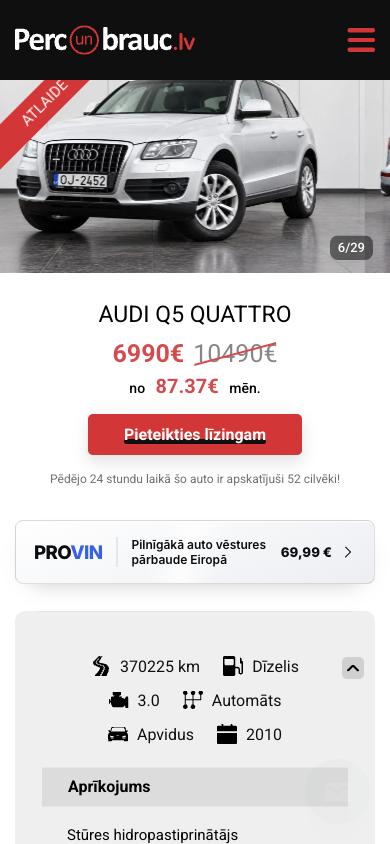 Perc un brauc.lv
ATLAIDE
OJ-2452
6/29
AUDI Q5 QUATTRO
6990€ 10490€
no 87.37€ mēn.
Pieteikties līzingam
Pēdējo 24 stundu laikā šo auto ir apskatījuši 52 cilvēki!
PROVIN
Pilnīgākā auto vēstures
pārbaude Eiropā
69,99 €
370225 km Dīzelis
3.0 Automāts
Apvidus 2010
Aprīkojums
Stūres hidropastiprinātājs